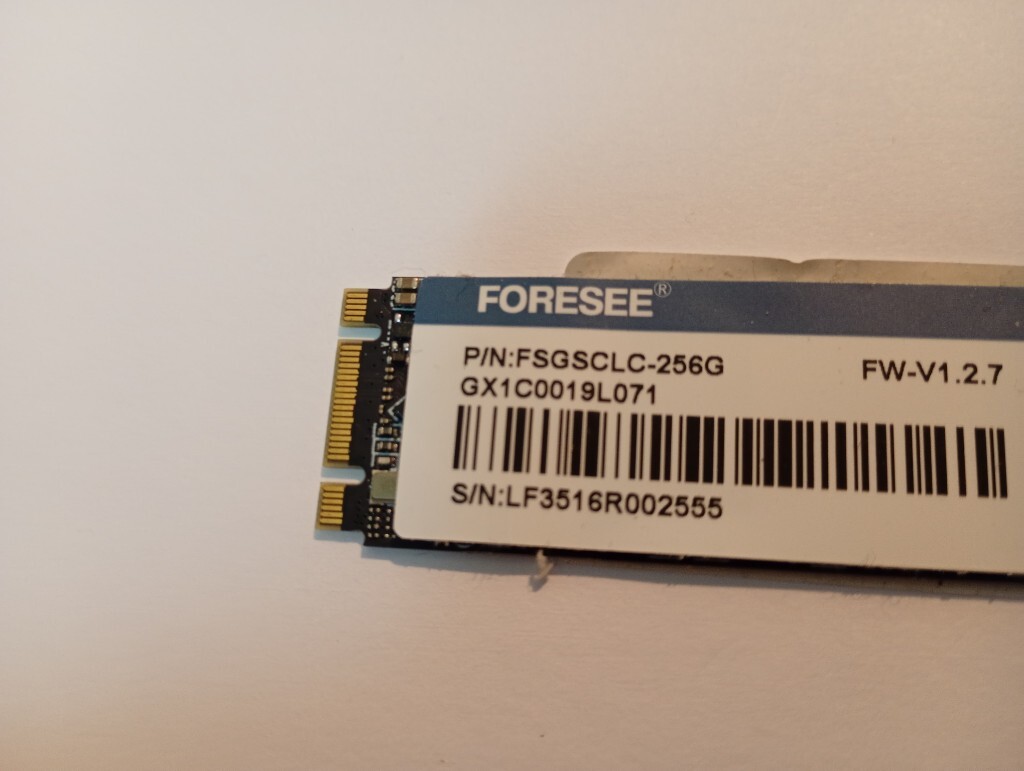 FORESEE®
P/N:FSGSCLC-256G FW-V1.2.7
GX1C0019L071
S/N:LF3516R002555